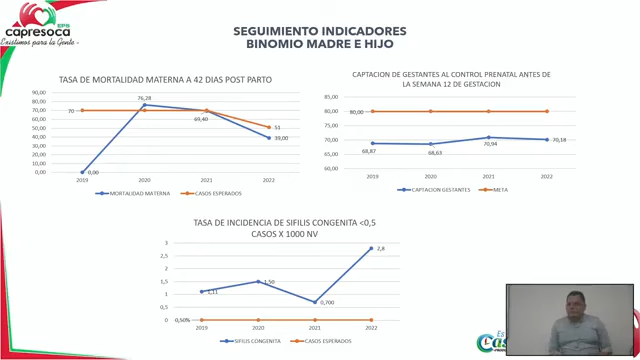 EPS
capresoca
Existimos para la Gente
SEGUIMIENTO INDICADORES
BINOMIO MADRE E HIJO
TASA DE MORTALIDAD MATERNA A 42 DIAS POST PARTO
90,00
80,00
70,00
60,00
50,00
40,00
30,00
20,00
10,00
0,00
70
76,28
69,40
51
39,00
0,00
2019 2020 2021 2022
MORTALIDAD MATERNA CASOS ESPERADOS
CAPTACION DE GESTANTES AL CONTROL PRENATAL ANTES DE
LA SEMANA 12 DE GESTACION
85,00
80,00
75,00
70,00
65,00
60,00
80,00
68,87
68,63
70,94
70,18
2019 2020 2021 2022
CAPTACION GESTANTES META
TASA DE INCIDENCIA DE SIFILIS CONGENITA <0,5
CASOS X 1000 NV
3
2,5
2
1,5
1
0,5
0
1,11
1,50
0,700
2,8
0,50%
2019 2020 2021 2022
SIFILIS CONGENITA CASOS ESPERADOS
Es